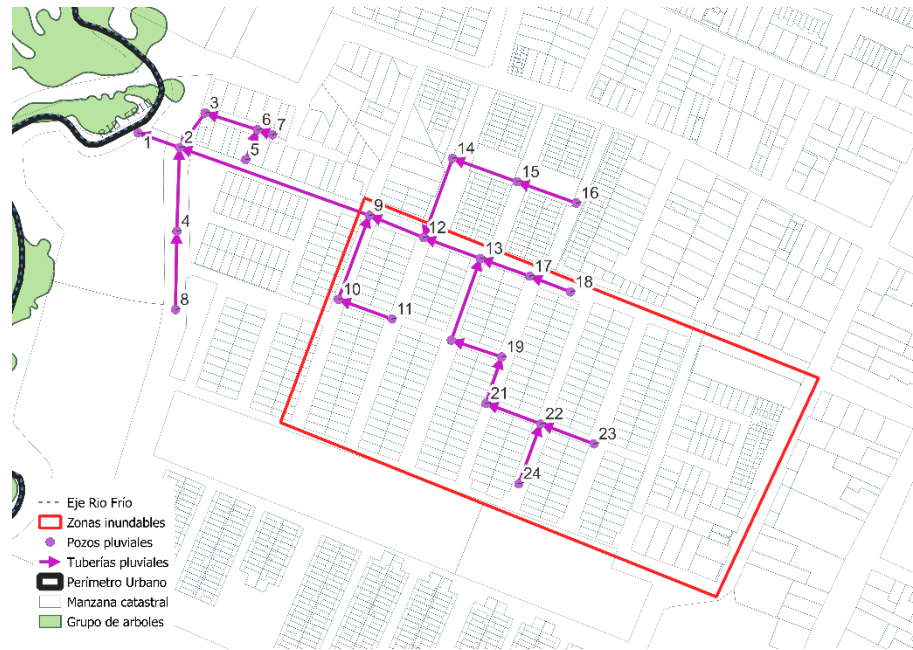 RIO FRIO
3
6
7
1
2
5
14
15
16
9
12
4
13
17
18
10
11
8
19
21
22
23
24
Eje Rio Frío
Zonas inundables
Pozos pluviales
Tuberías pluviales
Perímetro Urbano
Manzana catastral
Grupo de arboles